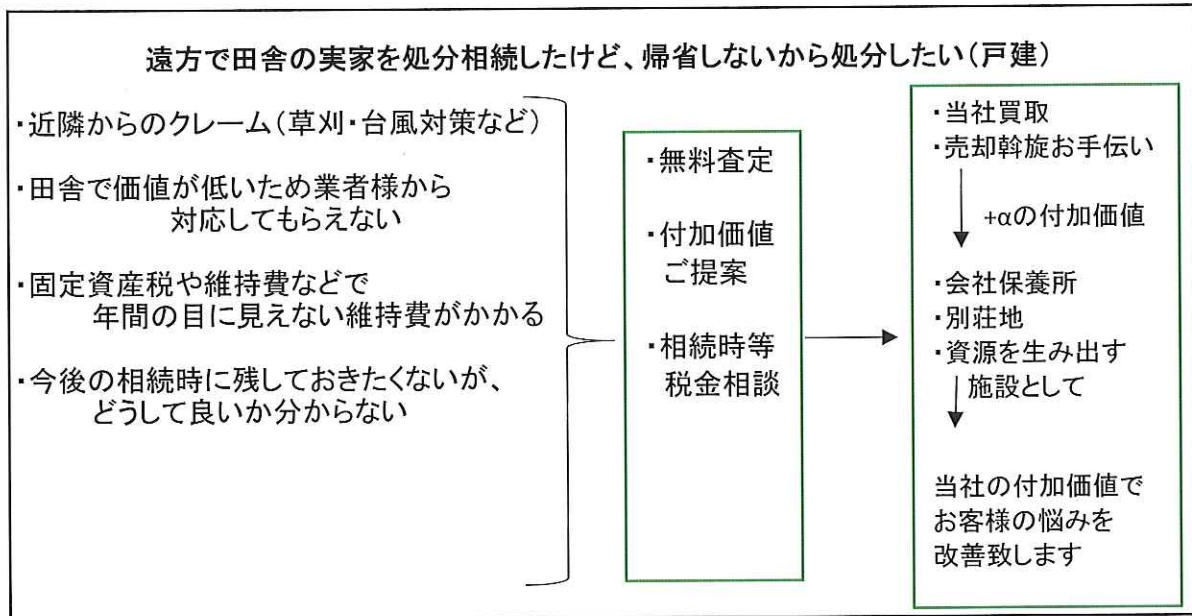 遠方で田舎の実家を処分相続したけど、帰省しないから処分したい(戸建)
・近隣からのクレーム(草刈・台風対策など)
・田舎で価値が低いため業者様から
対応してもらえない
・固定資産税や維持費などで
年間の目に見えない維持費がかかる
・今後の相続時に残しておきたくないが、
どうして良いか分からない
・無料査定
・付加価値
ご提案
・相続時等
税金相談
・当社買取
・売却斡旋お手伝い
+αの付加価値
・会社保養所
・別荘地
・資源を生み出す
施設として
当社の付加価値で
お客様の悩みを
改善致します